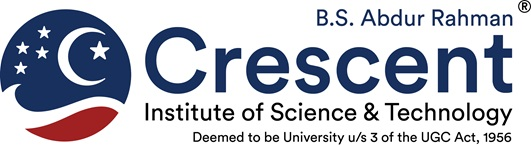 B.S. Abdur Rahman ®
Crescent
Institute of Science & Technology
Deemed to be University u/s 3 of the UGC Act, 1956